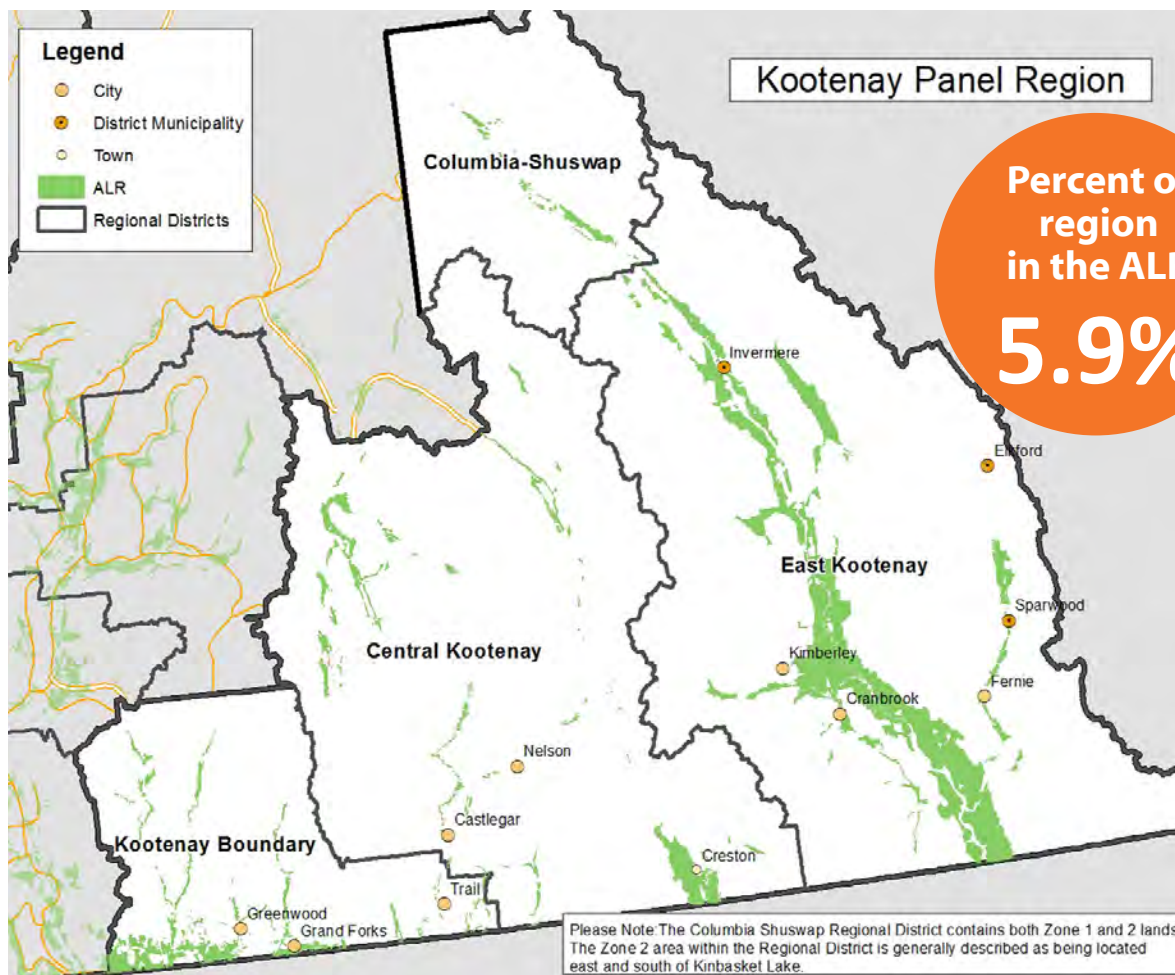 Legend
City
District Municipality
Town
ALR
Regional Districts
Kootenay Panel Region
Percent o
region
in the AL
5.9%
Columbia-Shuswap
Invermere
Elkford
East Kootenay
Sparwood
Central Kootenay
Kimberley
Fernie
Cranbrook
Nelson
Castlegar
Kootenay Boundary
Creston
Trail
Greenwood
Grand Forks
Please Note:The Columbia Shuswap Regional District contains both Zone 1 and 2 lands
The Zone 2 area within the Regional District is generally described as being located
east and south of Kinbasket Lake.